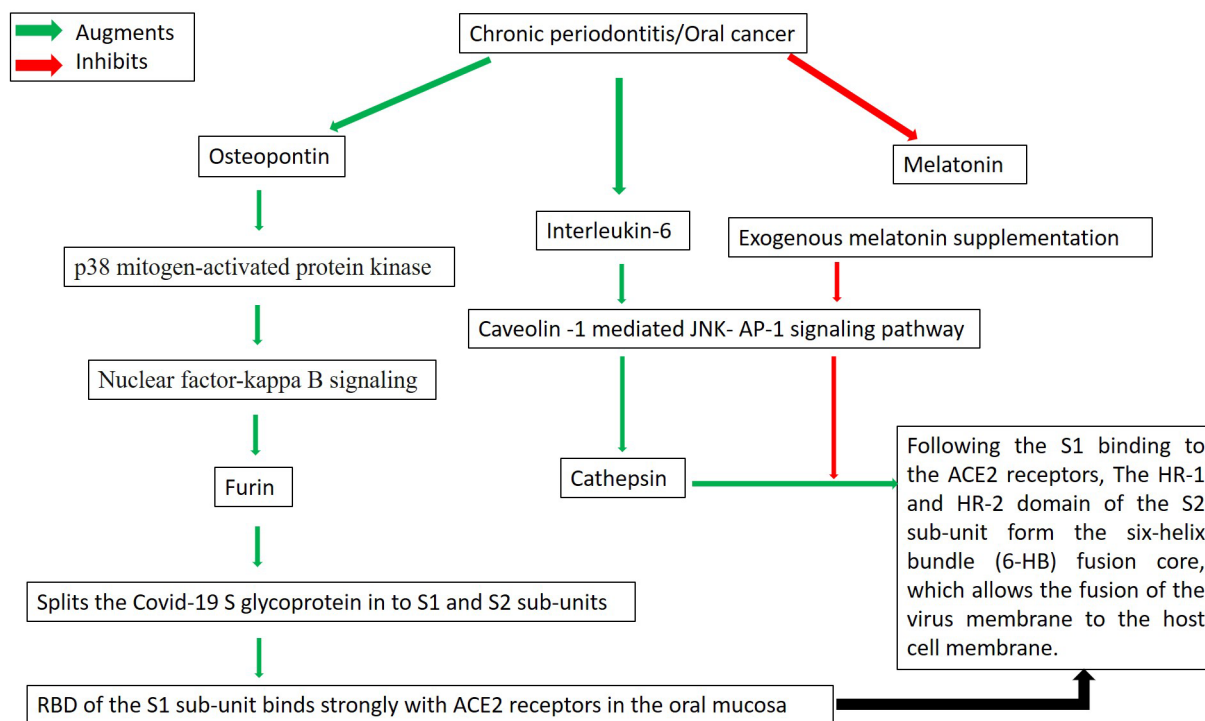 Augments
Inhibits
Chronic periodontitis/Oral cancer
Osteopontin
Melatonin
Interleukin-6
Exogenous melatonin supplementation
p38 mitogen-activated protein kinase
Caveolin -1 mediated JNK- AP-1 signaling pathway
Nuclear factor-kappa B signaling
Furin
Cathepsin
Following the S1 binding to
the ACE2 receptors, The HR-1
and HR-2 domain of the S2
sub-unit form the six-helix
bundle (6-HB) fusion core,
which allows the fusion of the
virus membrane to the host
cell membrane.
Splits the Covid-19 S glycoprotein in to S1 and S2 sub-units
RBD of the S1 sub-unit binds strongly with ACE2 receptors in the oral mucosa